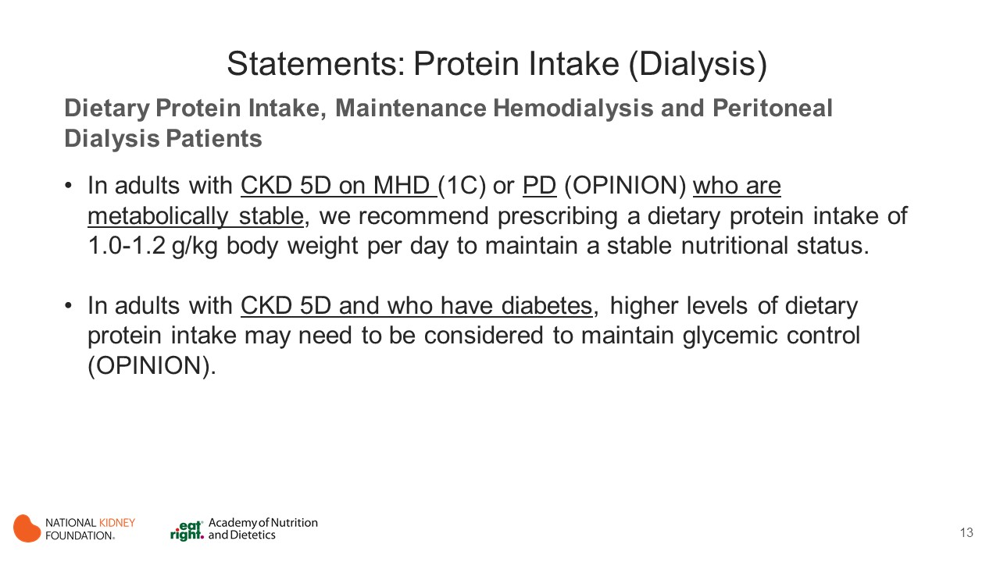 Statements: Protein Intake (Dialysis)
Dietary Protein Intake, Maintenance Hemodialysis and Peritoneal
Dialysis Patients
• In adults with CKD 5D on MHD (1C) or PD (OPINION) who are
metabolically stable, we recommend prescribing a dietary protein intake of
1.0-1.2 g/kg body weight per day to maintain a stable nutritional status.
• In adults with CKD 5D and who have diabetes, higher levels of dietary
protein intake may need to be considered to maintain glycemic control
(OPINION).
NATIONAL KIDNEY
FOUNDATION®
eat
right.
Academy of Nutrition
and Dietetics
13